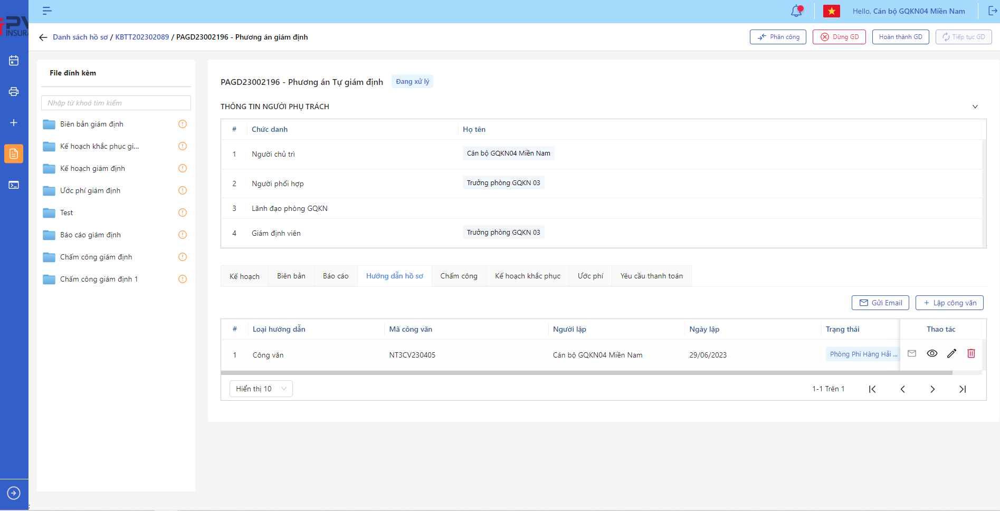 Hello, Cán bộ GQKN04 Miền Nam
INSURA
Danh sách hồ sơ / KBTT202302089 / PAGD23002196 - Phương án giám định
Phân công
Dừng GD
Hoàn thành GD
Tiếp tục GD
File đính kèm
Nhập từ khoá tìm kiếm
Biên bản giám định
Kế hoạch khắc phục gi...
Kế hoạch giám định
Ước phí giám định
Test
Báo cáo giám định
Chấm công giám định
Chấm công giám định 1
PAGD23002196 - Phương án Tự giám định Đang xử lý
THÔNG TIN NGƯỜI PHỤ TRÁCH
# Chức danh Họ tên
1 Người chủ trì Cán bộ GQKN04 Miền Nam
2 Người phối hợp Trưởng phòng GQKN 03
3 Lãnh đạo phòng GQKN
4 Giám định viên Trưởng phòng GQKN 03
Kế hoạch Biên bản Báo cáo Hướng dẫn hồ sơ Chấm công Kế hoạch khắc phục Ước phí Yêu cầu thanh toán
Gửi Email + Lập công văn
# Loại hướng dẫn Mã công văn Người lập Ngày lập Trạng thái Thao tác
1 Công văn NT3CV230405 Cán bộ GQKN04 Miền Nam 29/06/2023 Phòng Phi Hàng Hải ...
Hiển thị 10 1-1 Trên 1